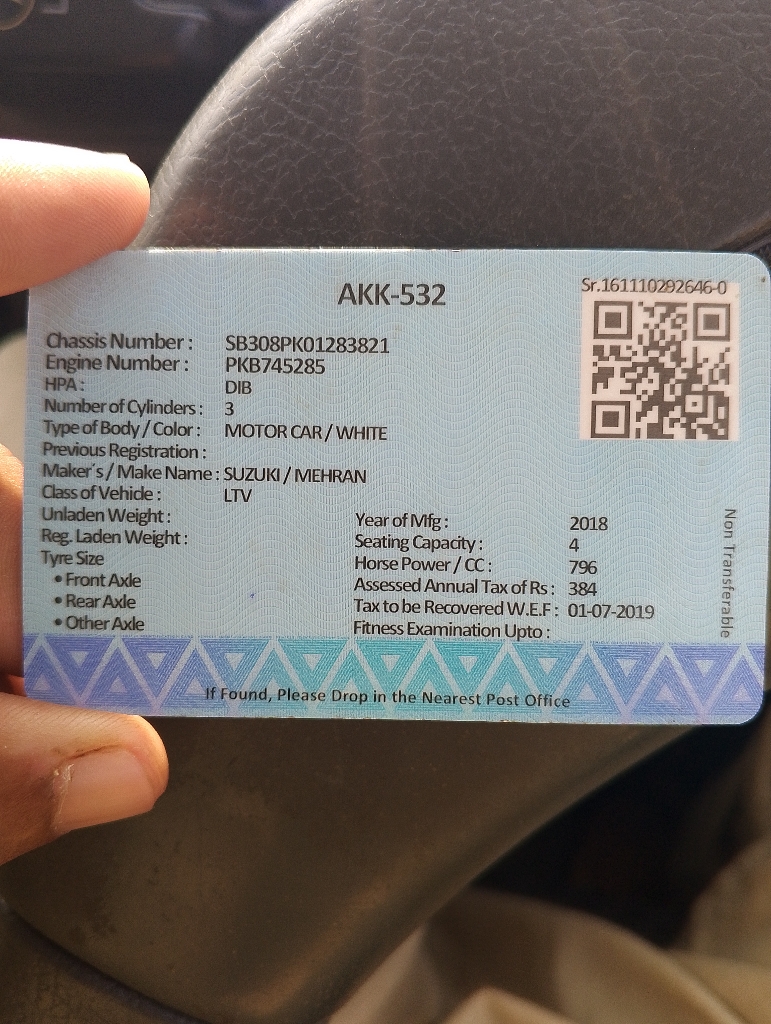 AKK-532
Sr.161110292646-0
Chassis Number : SB308PK01283821
Engine Number : PKB745285
HPA : DIB
Number of Cylinders : 3
Type of Body / Color : MOTOR CAR / WHITE
Previous Registration :
Maker's / Make Name : SUZUKI / MEHRAN
Class of Vehicle : LTV
Unladen Weight :
Reg. Laden Weight :
Tyre Size
• Front Axle
• Rear Axle
• Other Axle
Year of Mfg : 2018
Seating Capacity : 4
Horse Power / CC : 796
Assessed Annual Tax of Rs : 384
Tax to be Recovered W.E.F : 01-07-2019
Fitness Examination Upto :
Non Transferable
If Found, Please Drop in the Nearest Post Office